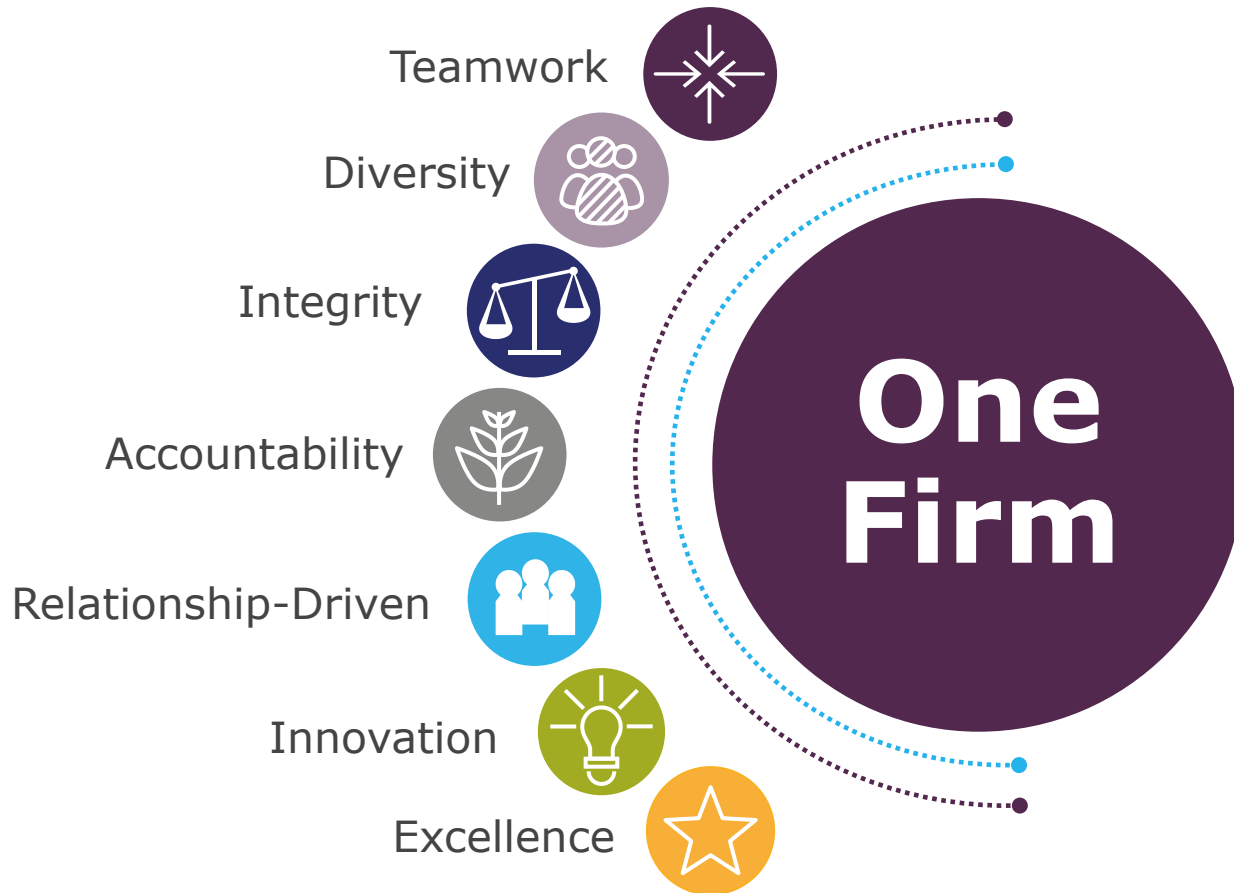 Teamwork
Diversity
Integrity
Accountability
Relationship-Driven
Innovation
Excellence
One
Firm